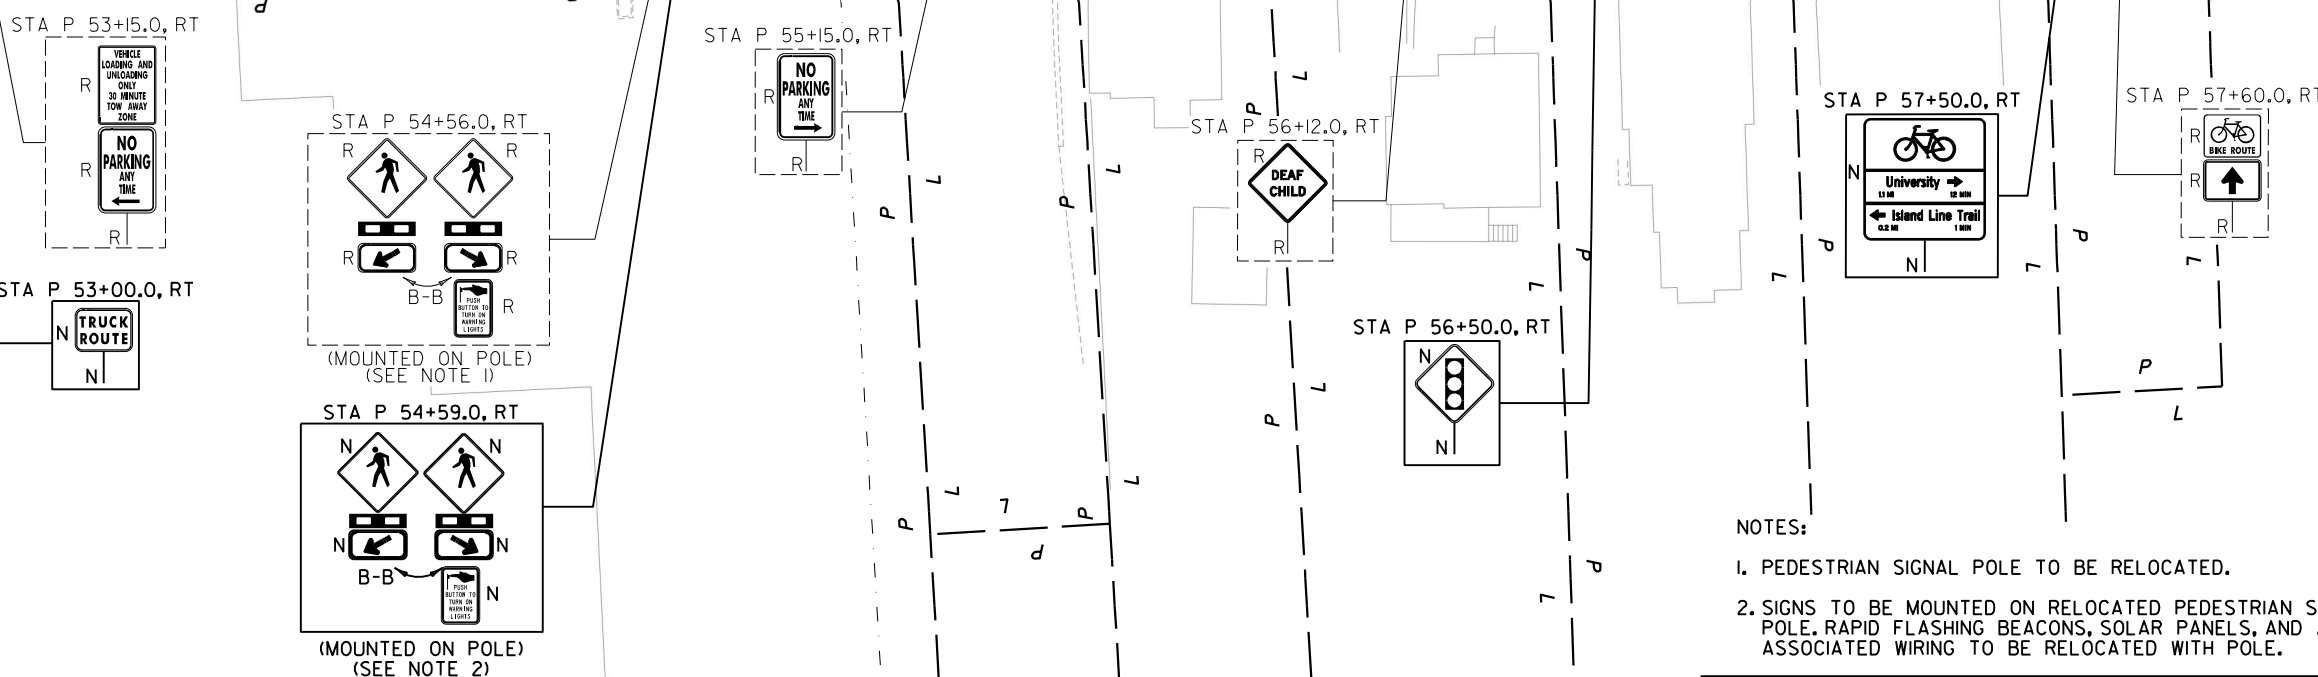 STA P 53+15.0, RT
R
VEHICLE
LOADING AND
UNLOADING
ONLY
30 MINUTE
TOW AWAY
ZONE
R
NO
PARKING
ANY
TIME
R
STA P 53+00.0, RT
N
TRUCK
ROUTE
N
STA P 54+56.0, RT
R
R
R
R
B-B
PUSH
BUTTON TO
TURN ON
WARNING
LIGHTS
R
(MOUNTED ON POLE)
(SEE NOTE 1)
STA P 54+59.0, RT
N
N
N
N
B-B
PUSH
BUTTON TO
TURN ON
WARNING
LIGHTS
N
(MOUNTED ON POLE)
(SEE NOTE 2)
STA P 55+15.0, RT
R
NO
PARKING
ANY
TIME
R
STA P 56+12.0, RT
R
DEAF
CHILD
R
STA P 56+50.0, RT
N
N
STA P 57+50.0, RT
N
University
1.1 MI 12 MIN
Island Line Trail
0.2 MI 1 MIN
N
STA P 57+60.0, RT
R
BIKE ROUTE
R
R
P
L
P
L
P
L
P
L
P
L
P
L
P
L
P
L
P
L
P
L
P
L
P
L
P
L
P
L
NOTES:
1. PEDESTRIAN SIGNAL POLE TO BE RELOCATED.
2. SIGNS TO BE MOUNTED ON RELOCATED PEDESTRIAN S
POLE. RAPID FLASHING BEACONS, SOLAR PANELS, AND
ASSOCIATED WIRING TO BE RELOCATED WITH POLE.